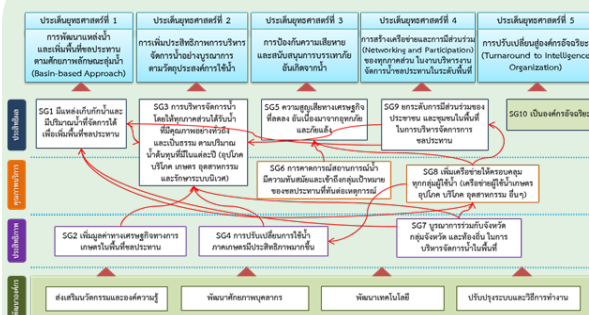 ประเด็นยุทธศาสตร์ที่ 1
ประเด็นยุทธศาสตร์ที่ 2
ประเด็นยุทธศาสตร์ที่ 3
ประเด็นยุทธศาสตร์ที่ 4
ประเด็นยุทธศาสตร์ที่ 5
การพัฒนาแหล่งน้ำ
และเพิ่มพื้นที่ชลประทาน
ตามศักยภาพลักษณะลุ่มน้ำ
(Basin-based Approach)
การเพิ่มประสิทธิภาพการบริหาร
จัดการน้ำอย่างบูรณาการ
ตามวัตถุประสงค์การใช้น้ำ
การป้องกันความเสียหาย
และสนับสนุนการบรรเทาภัย
อันเกิดจากน้ำ
การสร้างเครือข่ายและการมีส่วนร่วม
(Networking and Participation)
ของทุกภาคส่วน ในงานบริหารงาน
จัดการน้ำชลประทานในระดับพื้นที่
การปรับเปลี่ยนสู่องค์กรอัจฉริยะ
(Turnaround to Intelligence
Organization)
ประสิทธิผล
SG1 มีแหล่งเก็บกักน้ำและ
มีปริมาณน้ำที่จัดการได้
เพื่อเพิ่มพื้นที่ชลประทาน
SG3 การบริหารจัดการน้ำ
โดยให้ทุกภาคส่วนได้รับน้ำ
ที่มีคุณภาพอย่างทั่วถึง
และเป็นธรรม ตามปริมาณ
น้ำต้นทุนที่มีในแต่ละปี (อุปโภค
บริโภค เกษตร อุตสาหกรรม
และรักษาระบบนิเวศ)
SG5 ความสูญเสียทางเศรษฐกิจ
ที่ลดลง อันเนื่องมาจากอุทกภัย
และภัยแล้ง
SG9 ยกระดับการมีส่วนร่วมของ
ประชาชน และชุมชนในพื้นที่
ในการบริหารจัดการการ
ชลประทาน
SG10 เป็นองค์กรอัจฉริยะ
คุณภาพบริการ
SG6 การคาดการณ์สถานการณ์น้ำ
มีความทันสมัยและเข้าถึงกลุ่มเป้าหมาย
ของชลประทานที่ทันต่อเหตุการณ์
SG8 เพิ่มเครือข่ายให้ครอบคลุม
ทุกกลุ่มผู้ใช้น้ำ (เครือข่ายผู้ใช้น้ำเกษตร
อุปโภค บริโภค อุตสาหกรรม อื่นๆ)
ประสิทธิภาพ
SG2 เพิ่มมูลค่าทางเศรษฐกิจทางการ
เกษตรในพื้นที่ชลประทาน
SG4 การปรับเปลี่ยนการใช้น้ำ
ภาคเกษตรมีประสิทธิภาพมากขึ้น
SG7 บูรณาการร่วมกับจังหวัด
กลุ่มจังหวัด และท้องถิ่น ในการ
บริหารจัดการน้ำในพื้นที่
พัฒนาองค์กร
ส่งเสริมนวัตกรรมและองค์ความรู้
พัฒนาศักยภาพบุคลากร
พัฒนาเทคโนโลยี
ปรับปรุงระบบและวิธีการทำงาน